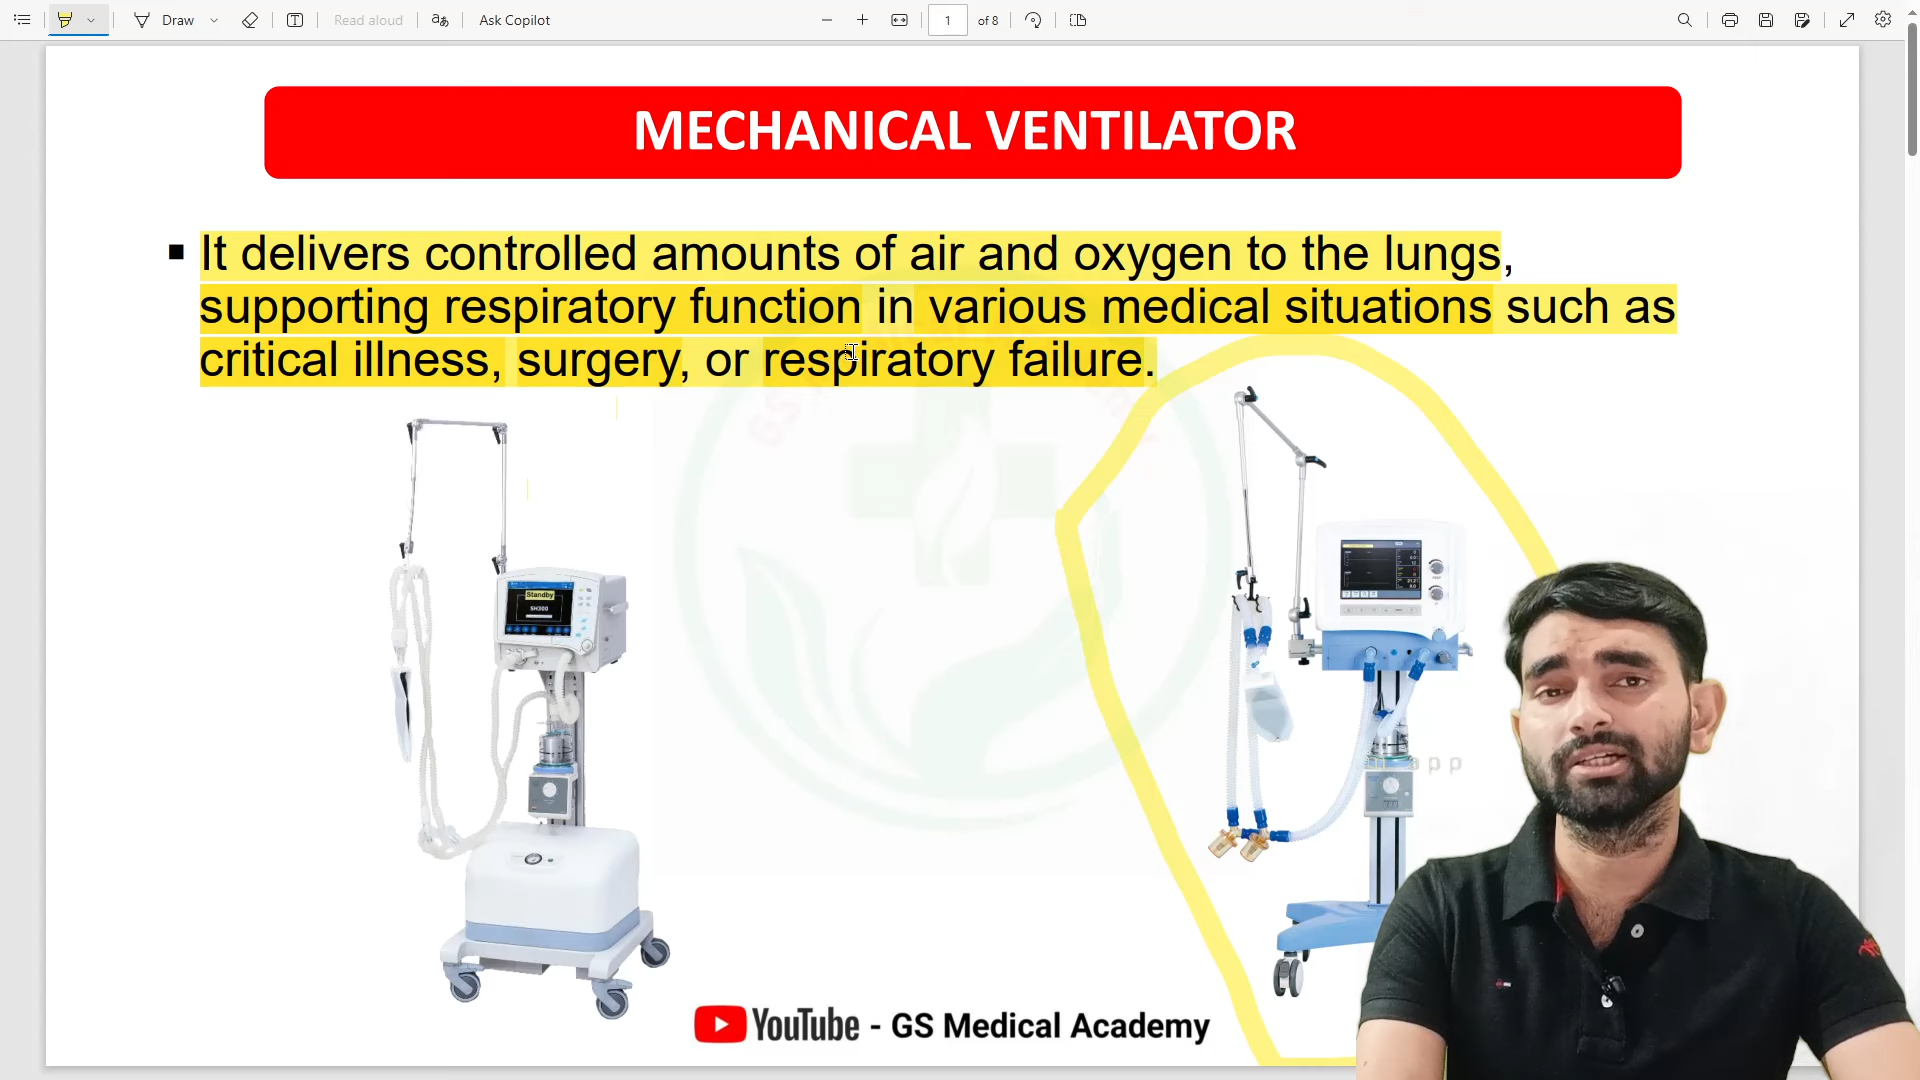 Draw
Read aloud
Ask Copilot
1 of 8
MECHANICAL VENTILATOR
▪ It delivers controlled amounts of air and oxygen to the lungs,
supporting respiratory function in various medical situations such as
critical illness, surgery, or respiratory failure.
Standby
SH300
YouTube - GS Medical Academy